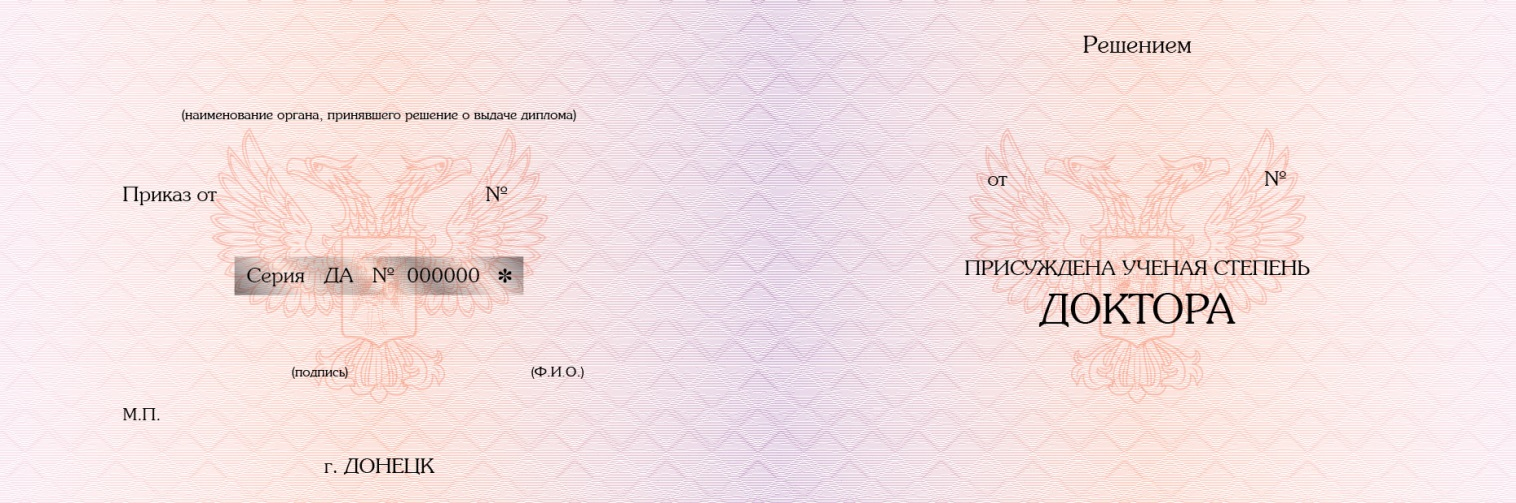 (наименование органа, принявшего решение о выдаче диплома)
Приказ от №
Серия ДА № 000000 *
(подпись) (Ф.И.О.)
М.П.
г. ДОНЕЦК
Решением
от №
ПРИСУЖДЕНА УЧЕНАЯ СТЕПЕНЬ
ДОКТОРА